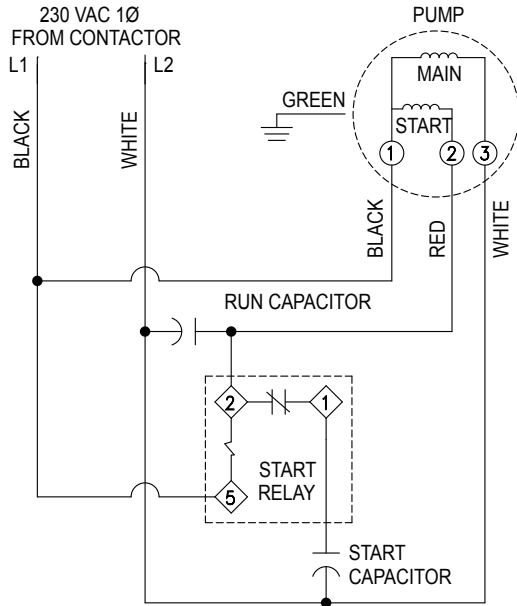 230 VAC 1Ø
FROM CONTACTOR
L1
L2
BLACK
WHITE
PUMP
MAIN
GREEN
START
1
2
3
BLACK
RED
WHITE
RUN CAPACITOR
2
1
START
RELAY
5
START
CAPACITOR